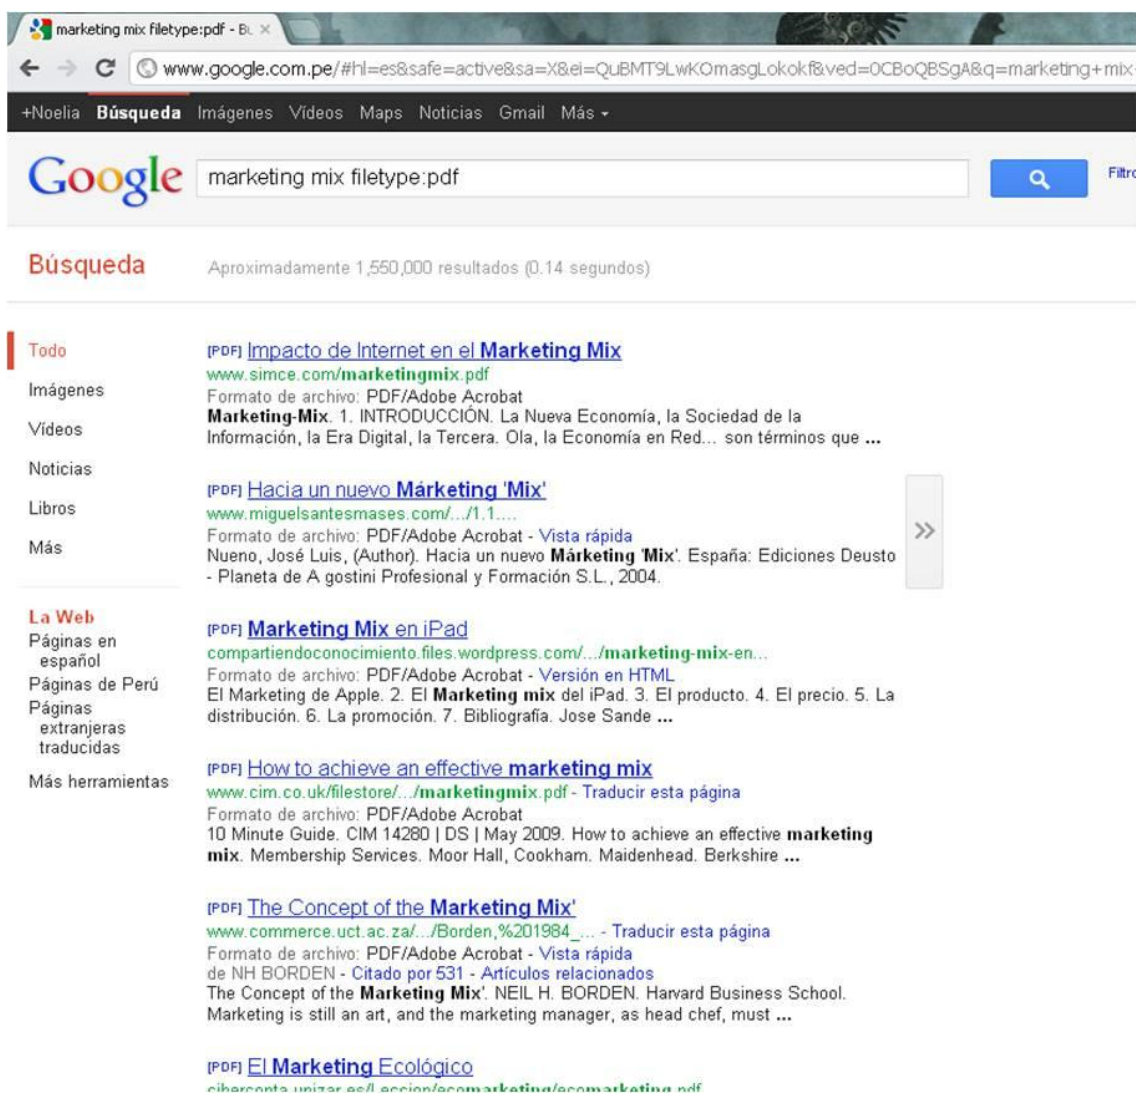 marketing mix filetype:pdf - Bu
www.google.com.pe/#hl=es&safe=active&sa=X&ei=QuBMT9LwKOmasgLokokf&ved=0CBoQBSgA&q=marketing+mix
+Noelia Búsqueda Imágenes Vídeos Maps Noticias Gmail Más
Google marketing mix filetype:pdf Filtro
Búsqueda Aproximadamente 1,550,000 resultados (0.14 segundos)
Todo
Imágenes
Vídeos
Noticias
Libros
Más
La Web
Páginas en
español
Páginas de Perú
Páginas
extranjeras
traducidas
Más herramientas
[PDF] Impacto de Internet en el Marketing Mix
www.simce.com/marketingmix.pdf
Formato de archivo: PDF/Adobe Acrobat
Marketing-Mix. 1. INTRODUCCIÓN. La Nueva Economía, la Sociedad de la
Información, la Era Digital, la Tercera. Ola, la Economía en Red... son términos que ...
[PDF] Hacia un nuevo Márketing 'Mix'
www.miguelsantesmases.com/.../1.1....
Formato de archivo: PDF/Adobe Acrobat - Vista rápida
Nueno, José Luis, (Author). Hacia un nuevo Márketing 'Mix'. España: Ediciones Deusto
- Planeta de A gostini Profesional y Formación S.L., 2004.
[PDF] Marketing Mix en iPad
compartiendoconocimiento.files.wordpress.com/.../marketing-mix-en...
Formato de archivo: PDF/Adobe Acrobat - Versión en HTML
El Marketing de Apple. 2. El Marketing mix del iPad. 3. El producto. 4. El precio. 5. La
distribución. 6. La promoción. 7. Bibliografía. Jose Sande ...
[PDF] How to achieve an effective marketing mix
www.cim.co.uk/filestore/.../marketingmix.pdf - Traducir esta página
Formato de archivo: PDF/Adobe Acrobat
10 Minute Guide. CIM 14280 | DS | May 2009. How to achieve an effective marketing
mix. Membership Services. Moor Hall, Cookham. Maidenhead. Berkshire ...
[PDF] The Concept of the Marketing Mix'
www.commerce.uct.ac.za/.../Borden,%201984_... - Traducir esta página
Formato de archivo: PDF/Adobe Acrobat - Vista rápida
de NH BORDEN - Citado por 531 - Artículos relacionados
The Concept of the Marketing Mix'. NEIL H. BORDEN. Harvard Business School.
Marketing is still an art, and the marketing manager, as head chef, must ...
[PDF] El Marketing Ecológico
ciberconta.unizar.es/Leccion/ecomarketing/ecomarketing.pdf